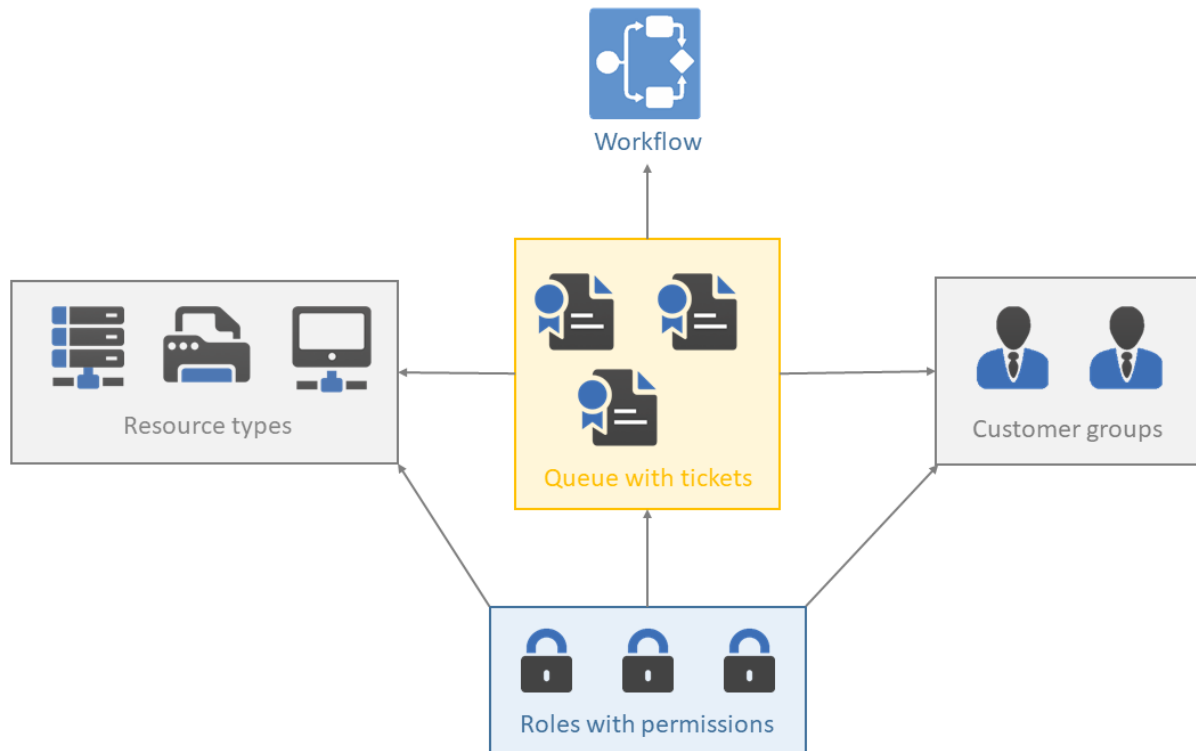 Workflow
Resource types
Queue with tickets
Customer groups
Roles with permissions